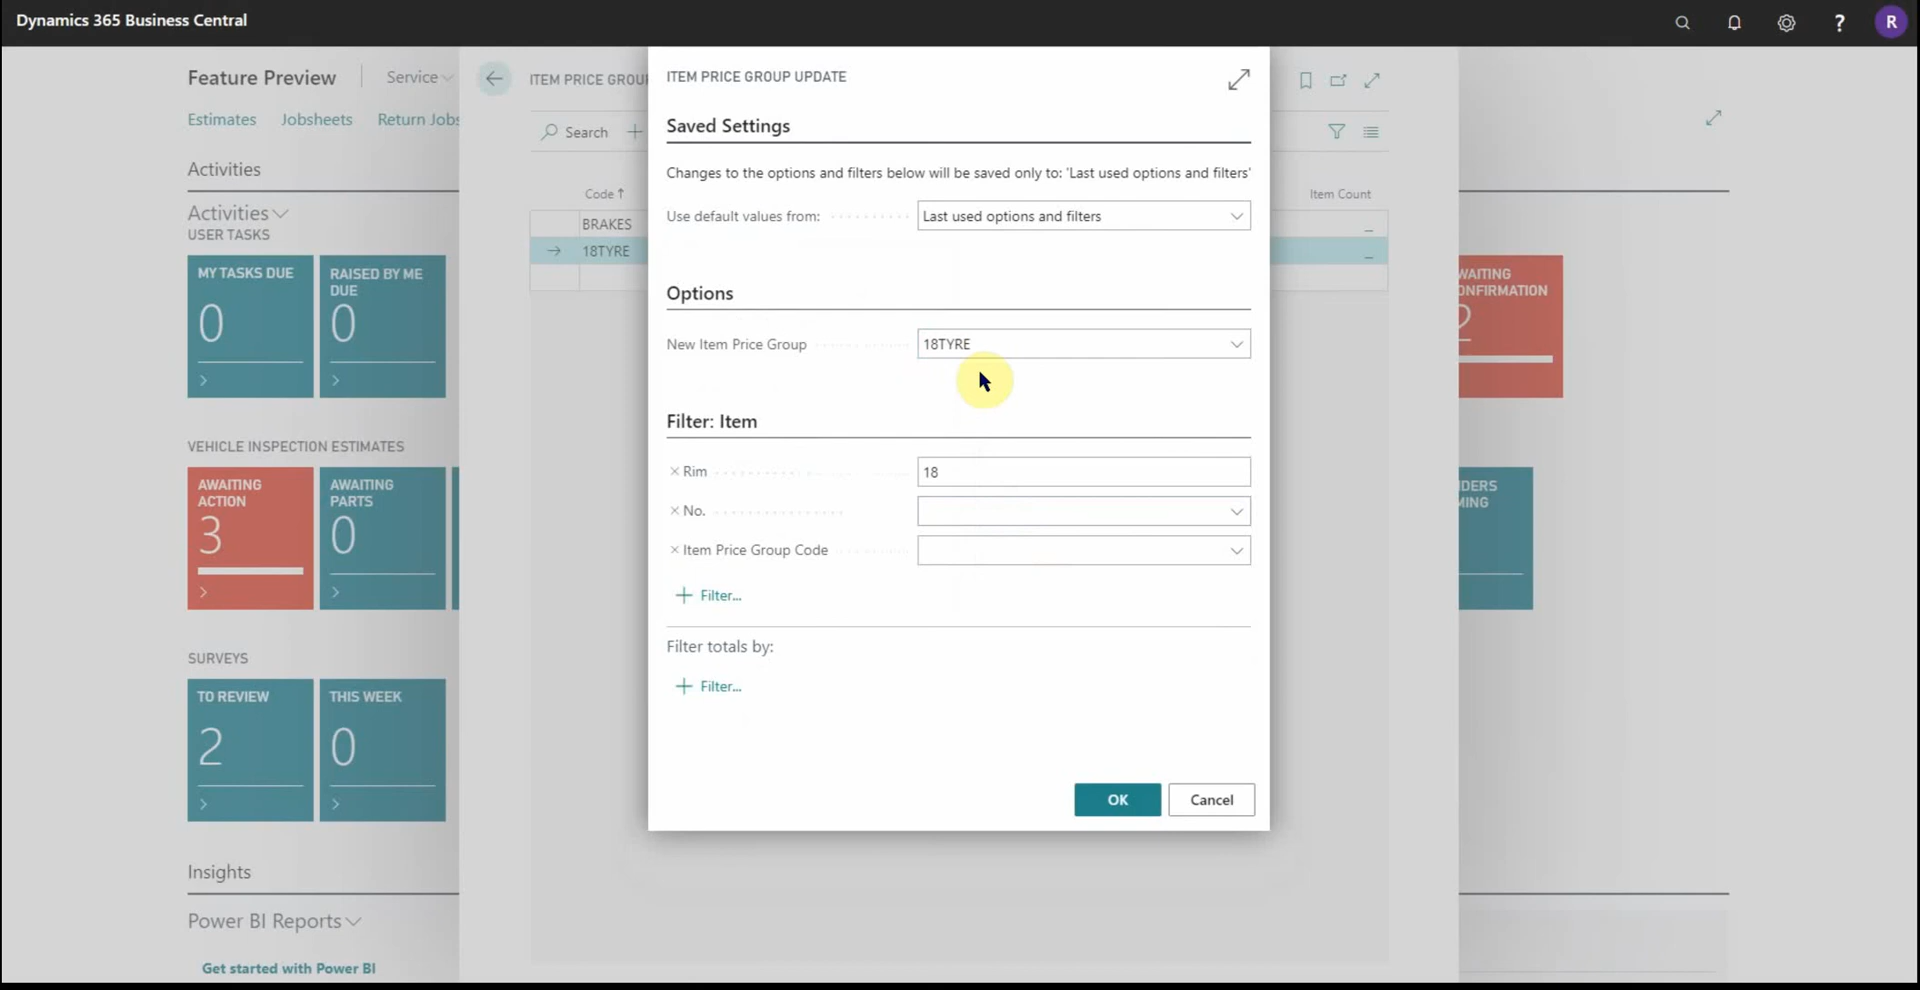 Dynamics 365 Business Central
R
Feature Preview
Service
Estimates
Jobsheets
Return Jobs
Activities
Activities
USER TASKS
MY TASKS DUE
0
RAISED BY ME
DUE
0
VEHICLE INSPECTION ESTIMATES
AWAITING
ACTION
3
AWAITING
PARTS
0
SURVEYS
TO REVIEW
2
THIS WEEK
0
Insights
Power BI Reports
Get started with Power BI
ITEM PRICE GROU
Search
Code ↑
Item Count
BRAKES
_
18TYRE
_
ITEM PRICE GROUP UPDATE
Saved Settings
Changes to the options and filters below will be saved only to: 'Last used options and filters'
Use default values from:
Last used options and filters
Options
New Item Price Group
18TYRE
Filter: Item
× Rim
18
× No.
× Item Price Group Code
+ Filter...
Filter totals by:
+ Filter...
OK
Cancel
WAITING
ONFIRMATION
2
DERS
MING